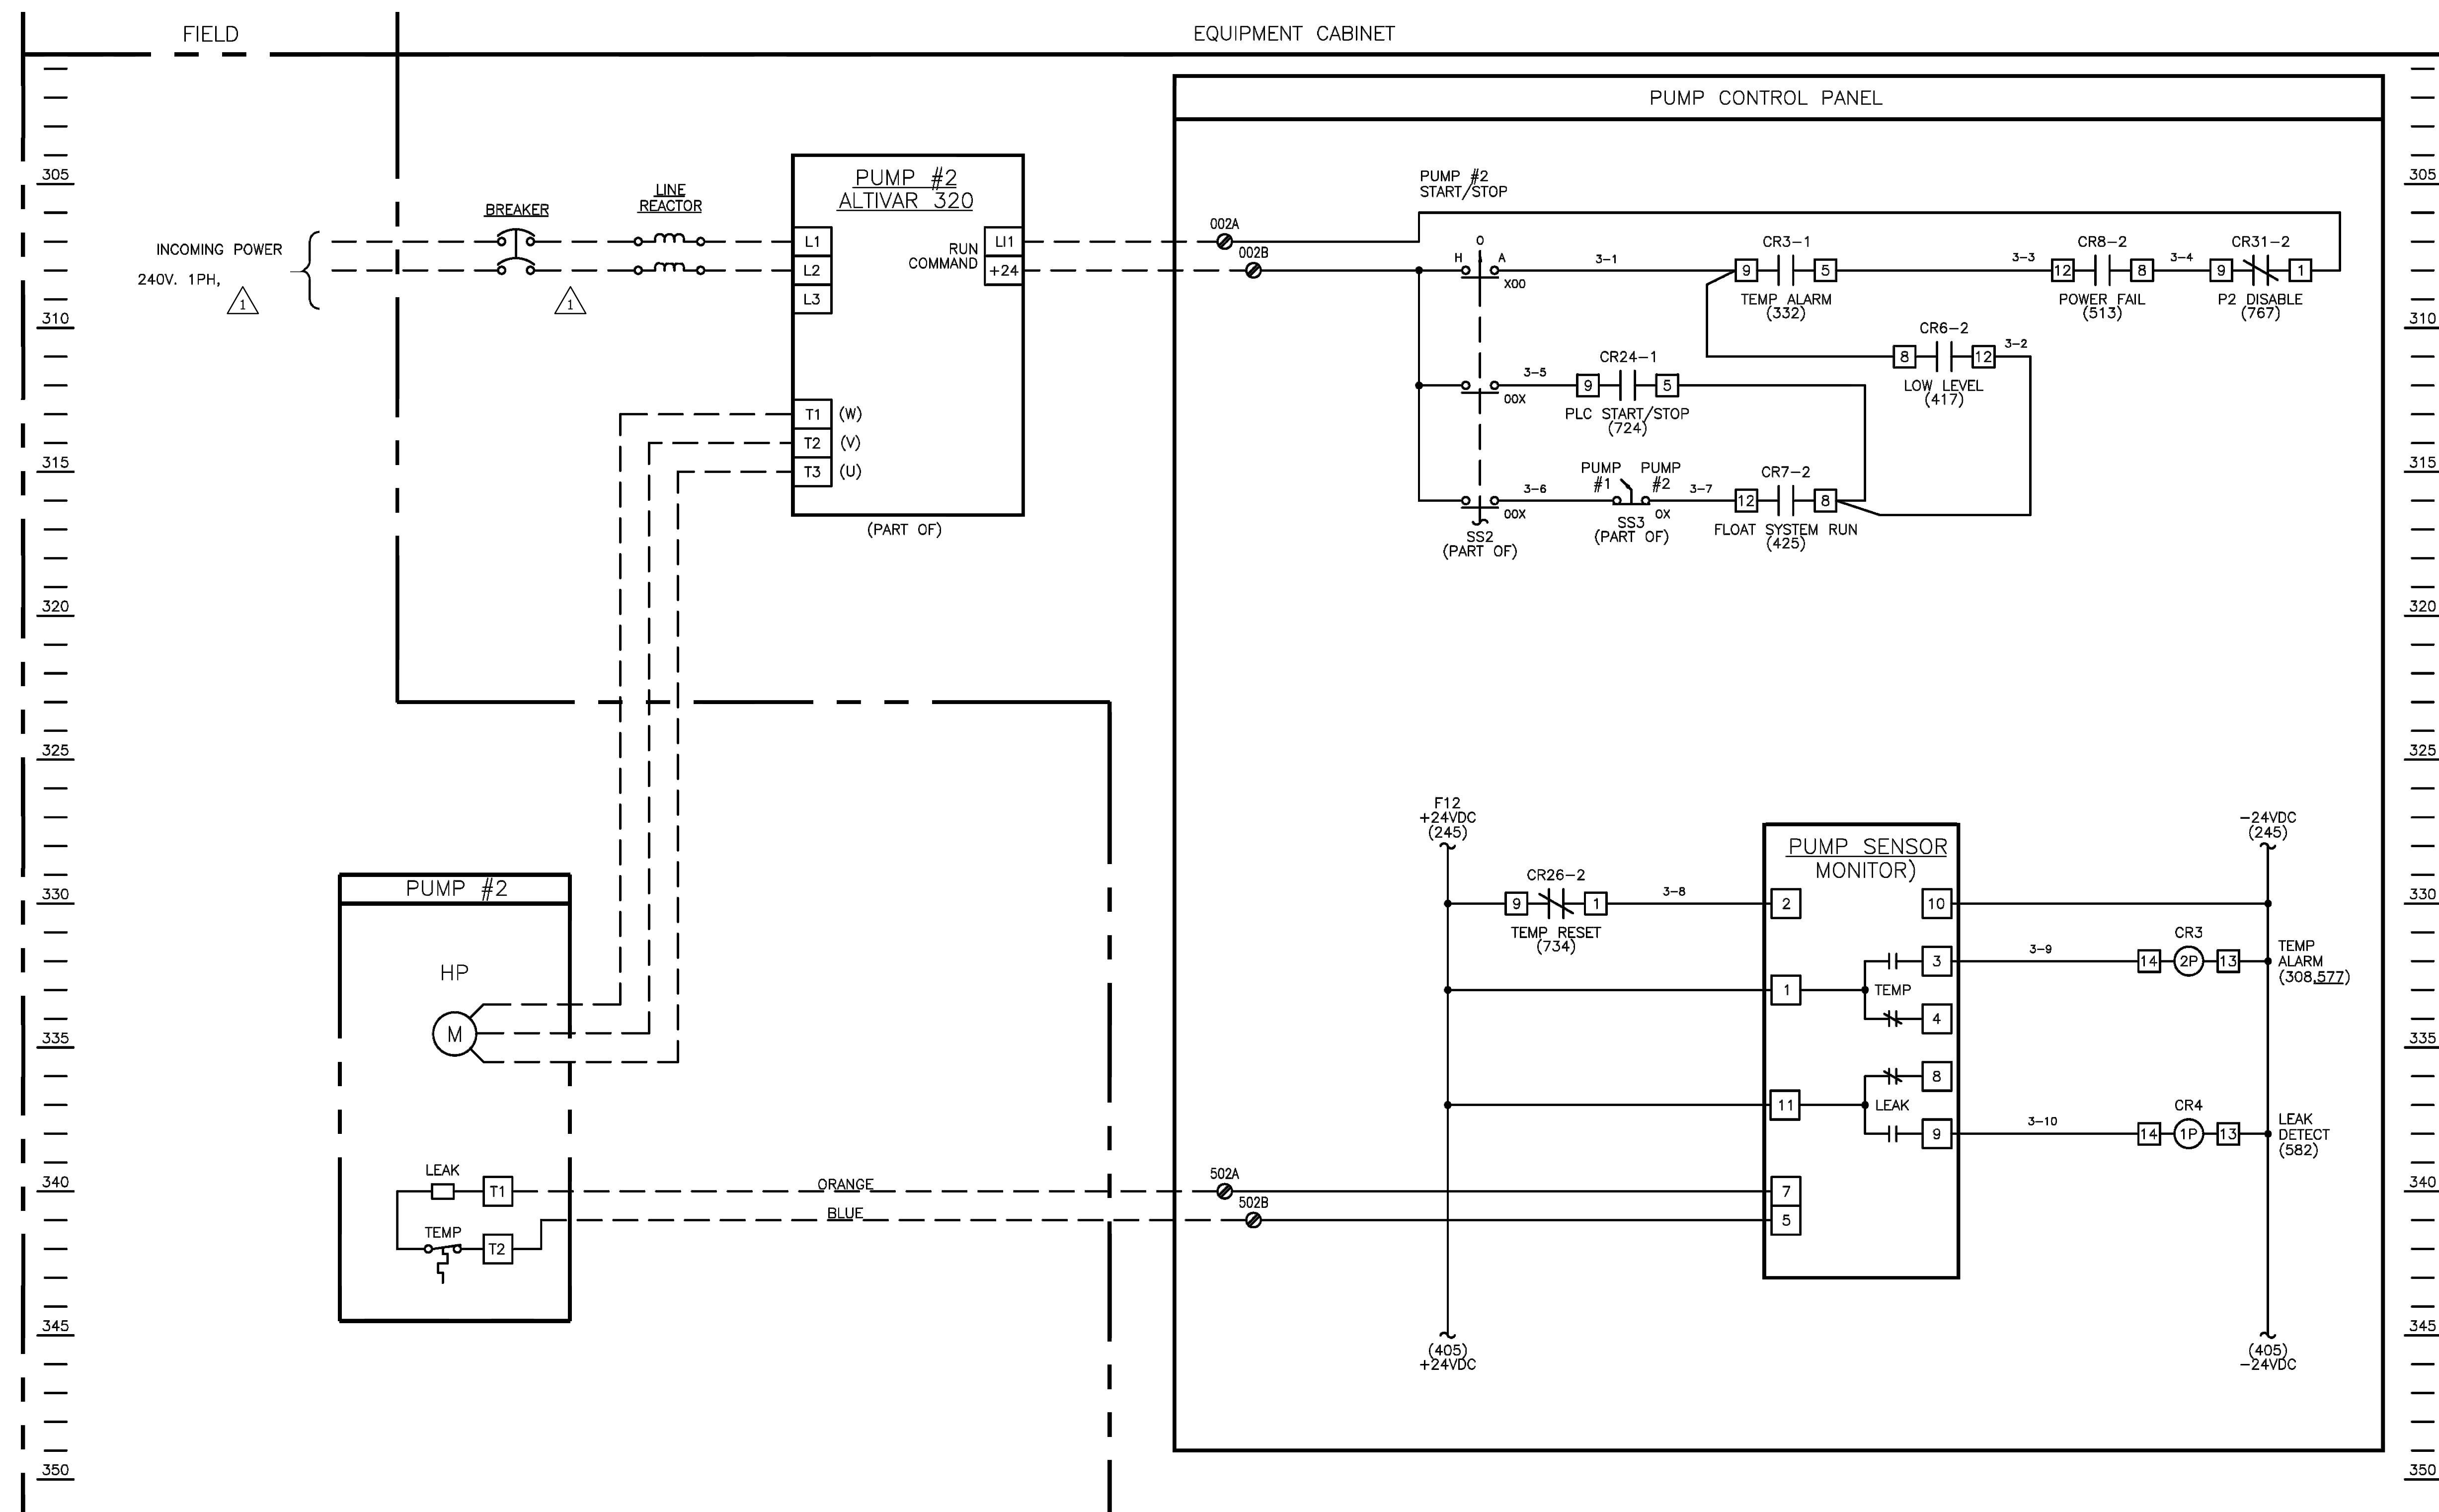 FIELD
EQUIPMENT CABINET
PUMP CONTROL PANEL
305
310
315
320
325
330
335
340
345
350
INCOMING POWER
240V. 1PH,
1
BREAKER
1
LINE
REACTOR
PUMP #2
ALTIVAR 320
L1
L2
L3
RUN
COMMAND
LI1
+24
T1 (W)
T2 (V)
T3 (U)
(PART OF)
002A
002B
PUMP #2
START/STOP
O
H A
X00
3-1
CR3-1
9 5
TEMP ALARM
(332)
3-3
CR8-2
12 8
POWER FAIL
(513)
3-4
CR31-2
9 1
P2 DISABLE
(767)
CR6-2
8 12
3-2
LOW LEVEL
(417)
00X
3-5
CR24-1
9 5
PLC START/STOP
(724)
00X
SS2
(PART OF)
3-6
PUMP PUMP
#1 #2
SS3 0X
(PART OF)
3-7
CR7-2
12 8
FLOAT SYSTEM RUN
(425)
F12
+24VDC
(245)
-24VDC
(245)
CR26-2
9 1
TEMP RESET
(734)
3-8
PUMP SENSOR
MONITOR)
2 10
3
1 TEMP
4
8
11 LEAK
9
7
5
3-9
CR3
14 2P 13
TEMP
ALARM
(308,577)
3-10
CR4
14 1P 13
LEAK
DETECT
(582)
(405)
+24VDC
(405)
-24VDC
PUMP #2
HP
M
LEAK
T1
TEMP
T2
ORANGE
BLUE
502A
502B
305
310
315
320
325
330
335
340
345
350